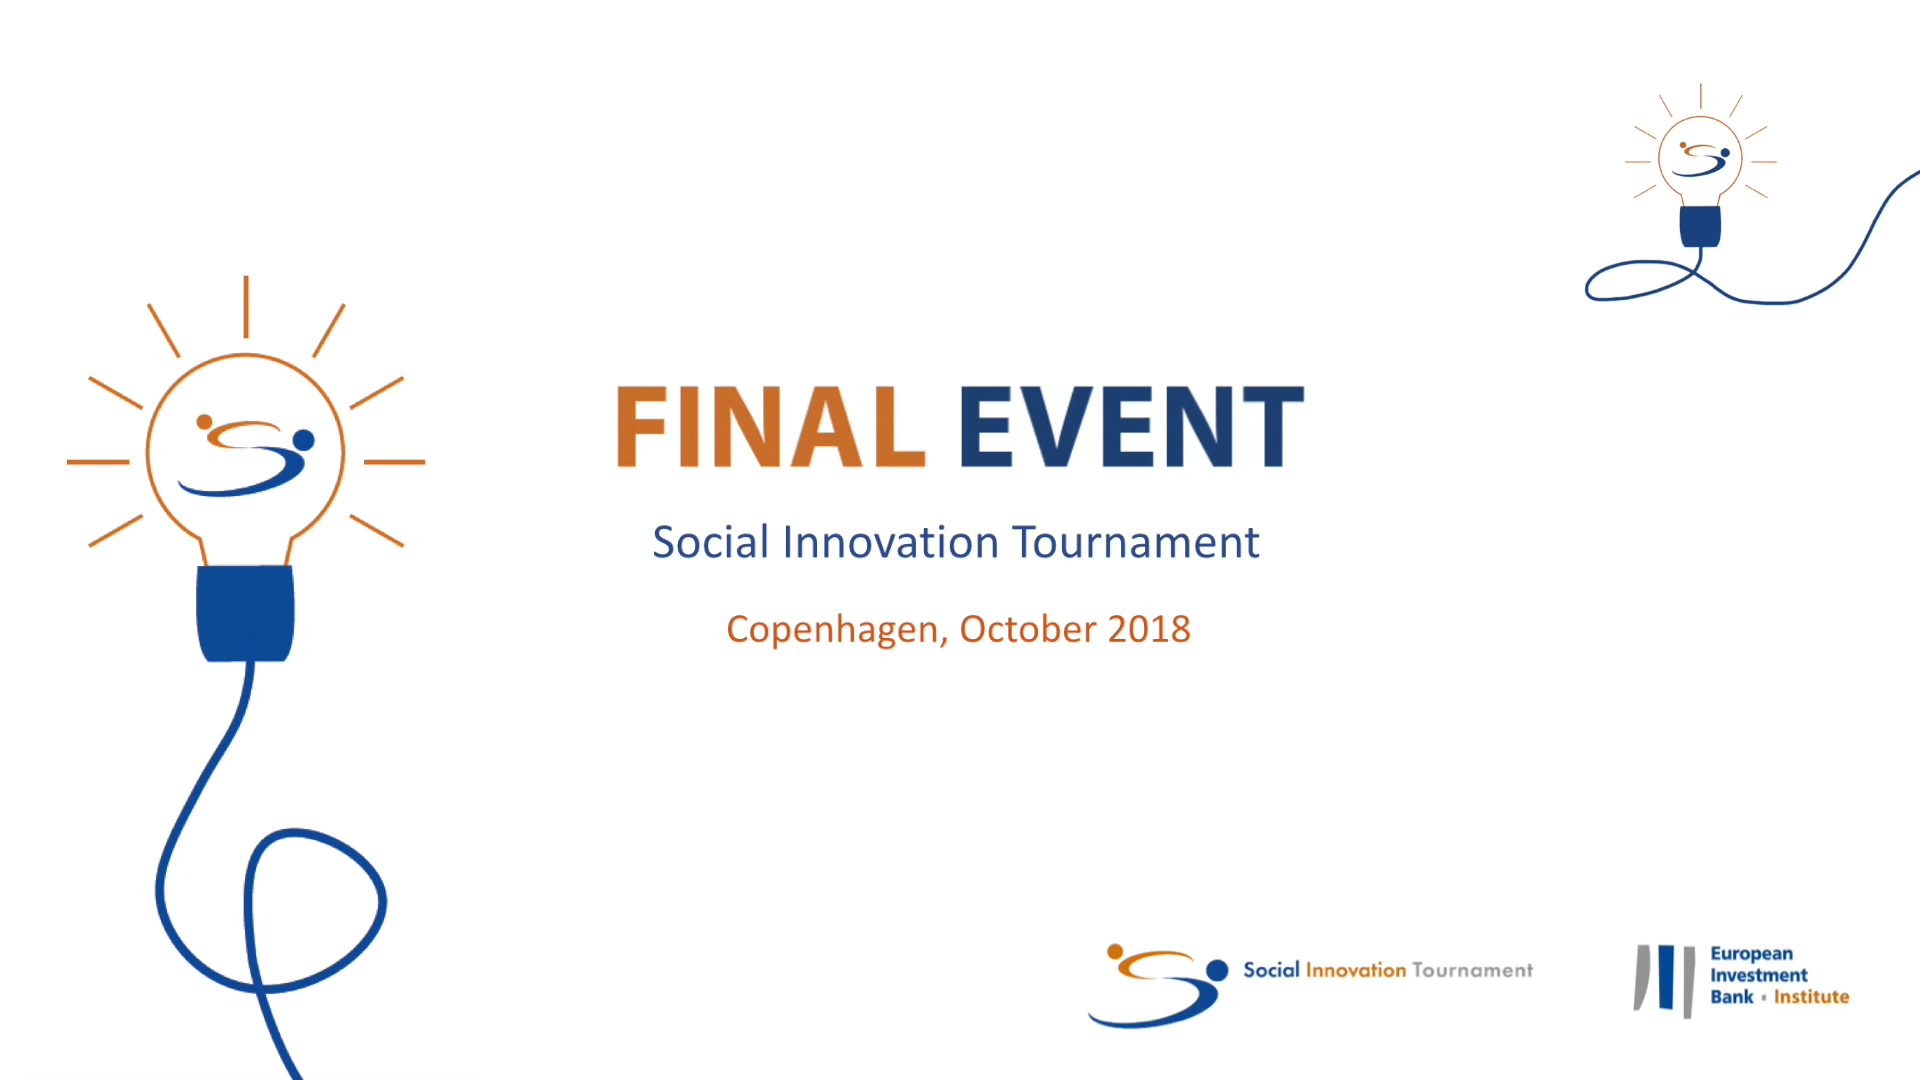 FINAL EVENT
Social Innovation Tournament
Copenhagen, October 2018
Social Innovation Tournament
European
Investment
Bank • Institute